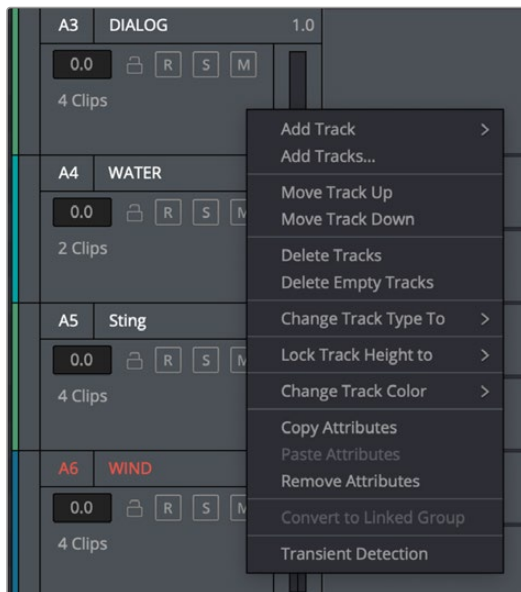 A3 DIALOG 1.0
0.0 R S M
4 Clips
Add Track >
Add Tracks...
A4 WATER
Move Track Up
0.0 R S M
Move Track Down
2 Clips
Delete Tracks
Delete Empty Tracks
A5 Sting
Change Track Type To >
0.0 R S M
Lock Track Height to >
4 Clips
Change Track Color >
Copy Attributes
Paste Attributes
A6 WIND
Remove Attributes
0.0 R S M
Convert to Linked Group
4 Clips
Transient Detection